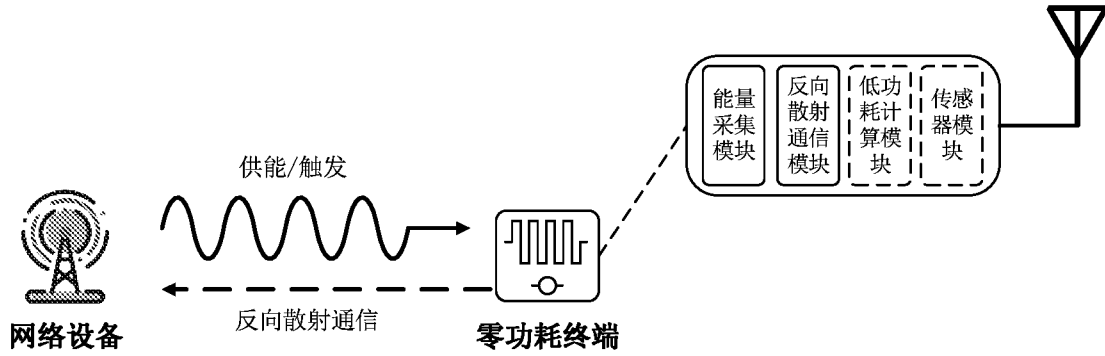 能量
采集
模块
反向
散射
通信
模块
低功
耗计
算模
块
传感
器模
块
供能/触发
反向散射通信
网络设备
零功耗终端